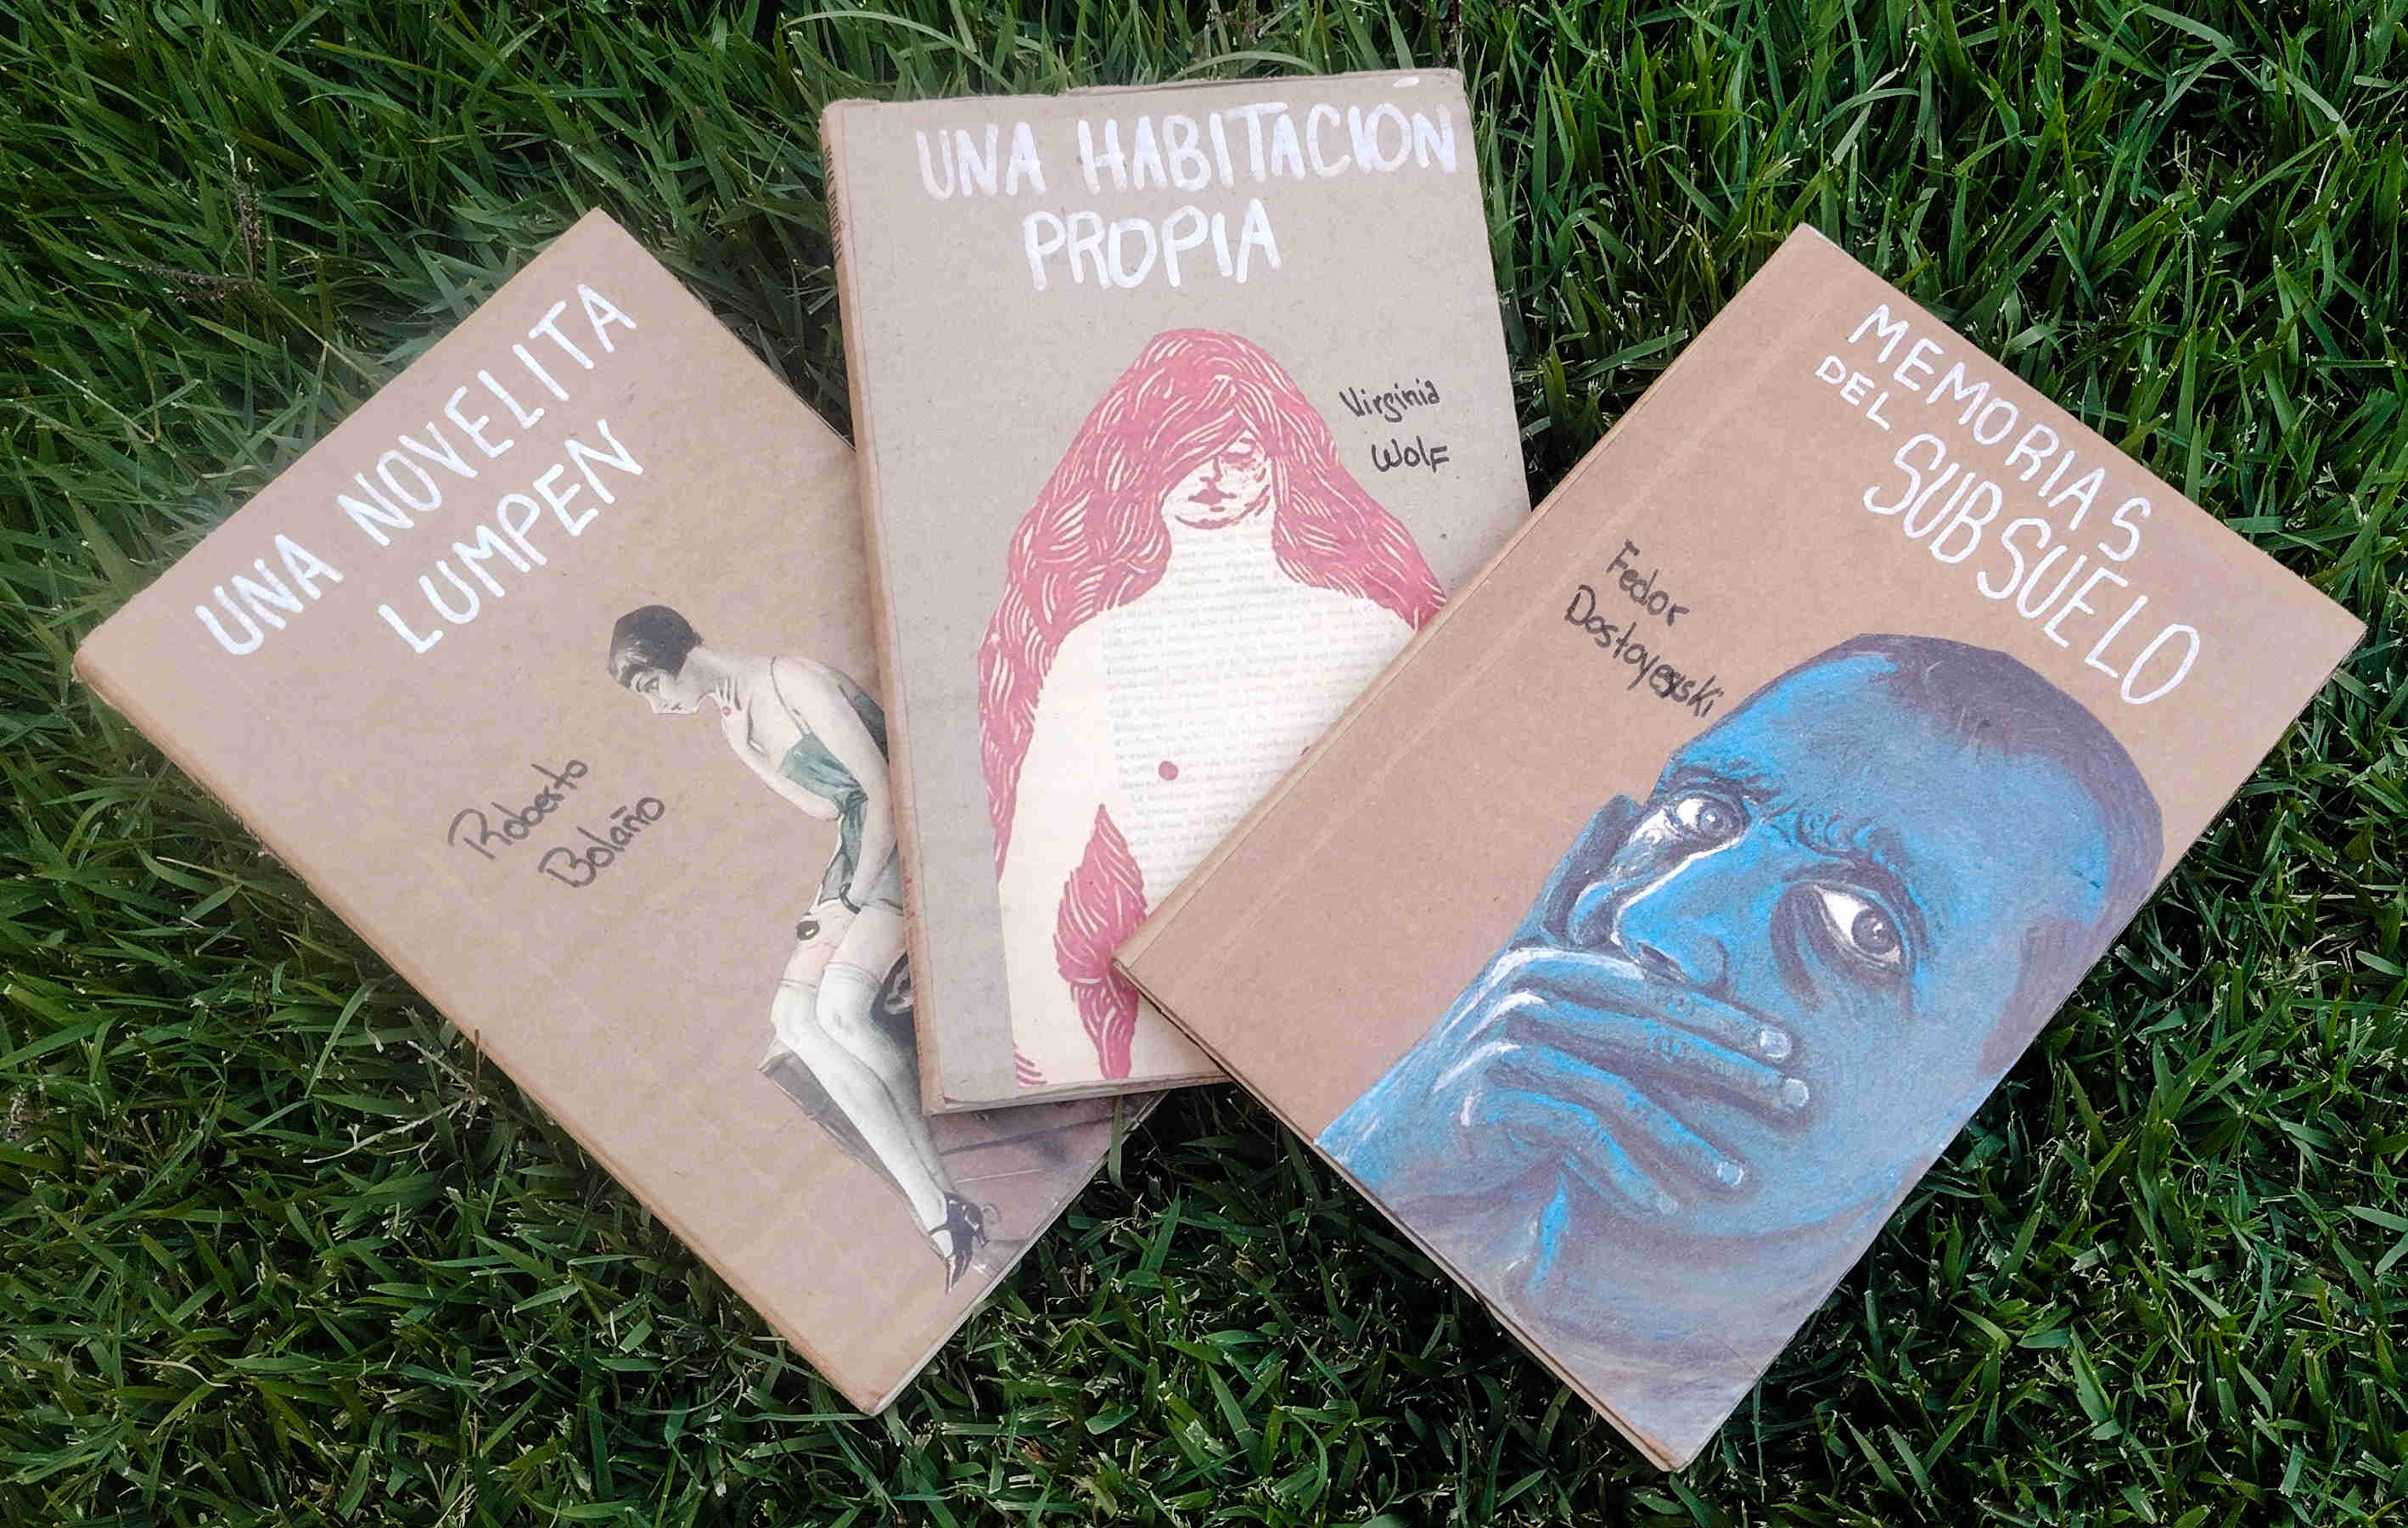 UNA NOVELITA
LUMPEN
Roberto
Bolaño
UNA HABITACION
PROPIA
Virginia
Wolf
MEMORIAS
DEL
SUBSUELO
Fedor
Dostoyevski